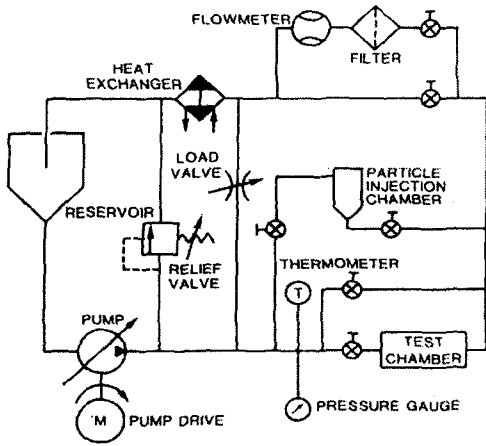 FLOWMETER
FILTER
HEAT
EXCHANGER
LOAD
VALVE
PARTICLE
INJECTION
CHAMBER
RESERVOIR
RELIEF
VALVE
THERMOMETER
T
PUMP
TEST
CHAMBER
M
PUMP DRIVE
PRESSURE GAUGE